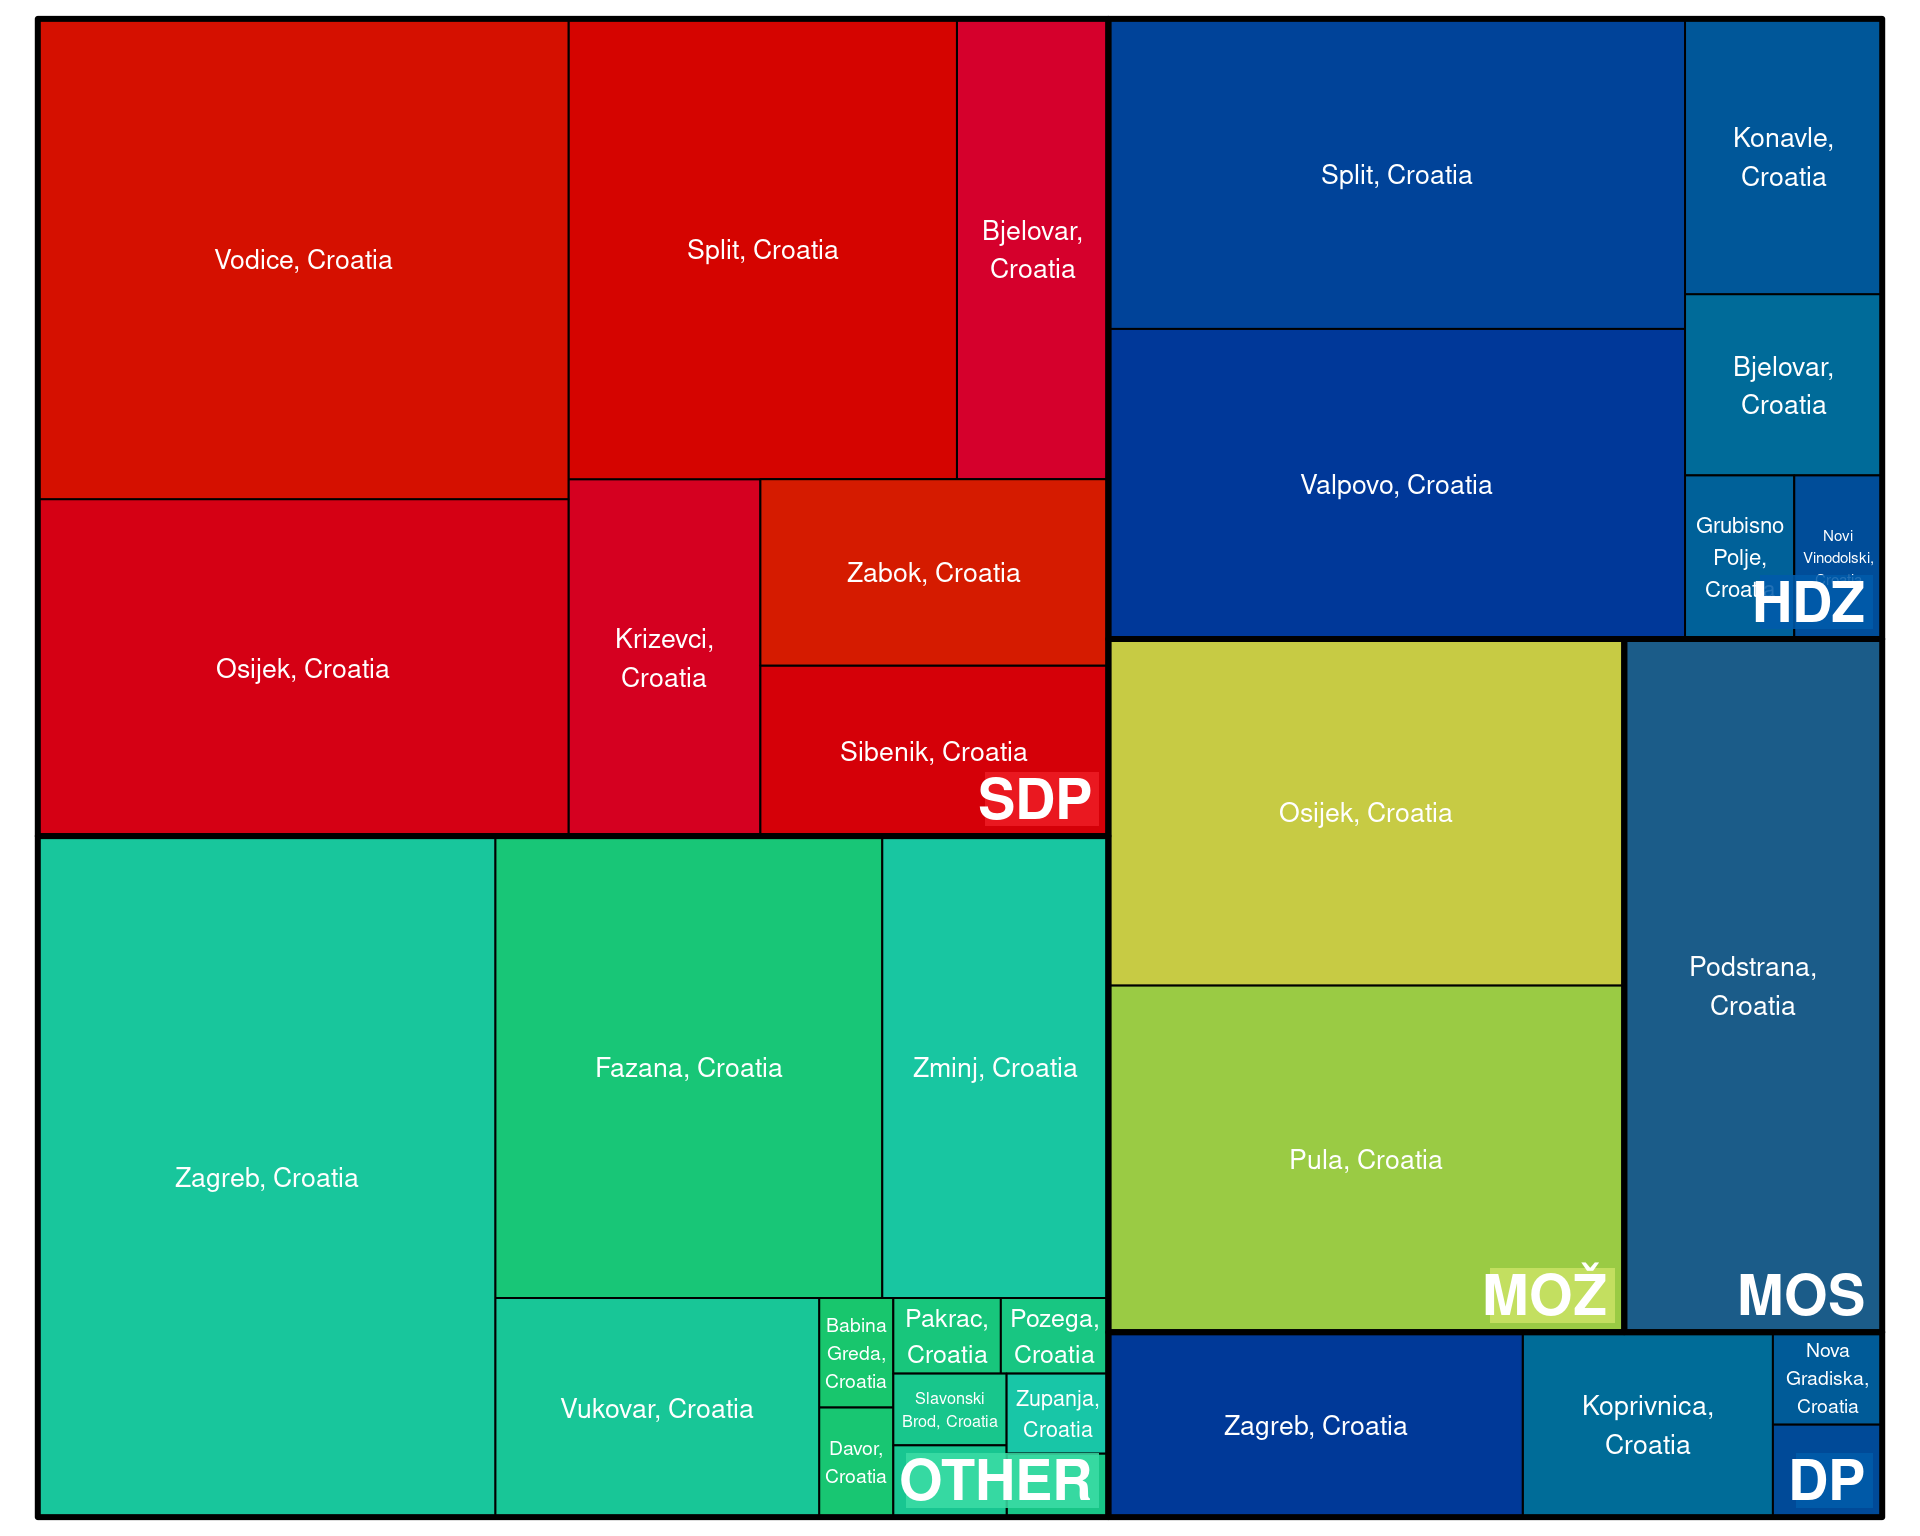 Vodice, Croatia
Split, Croatia
Bjelovar,
Croatia
Osijek, Croatia
Krizevci,
Croatia
Zabok, Croatia
Sibenik, Croatia
SDP
Split, Croatia
Konavle,
Croatia
Bjelovar,
Croatia
Valpovo, Croatia
Grubisno
Polje,
Croatia
Novi
Vinodolski,
Croatia
HDZ
Zagreb, Croatia
Fazana, Croatia
Zminj, Croatia
Vukovar, Croatia
Babina
Greda,
Croatia
Davor,
Croatia
Pakrac,
Croatia
Pozega,
Croatia
Slavonski
Brod, Croatia
Zupanja,
Croatia
OTHER
Osijek, Croatia
Pula, Croatia
MOŽ
Podstrana,
Croatia
MOS
Zagreb, Croatia
Koprivnica,
Croatia
Nova
Gradiska,
Croatia
DP